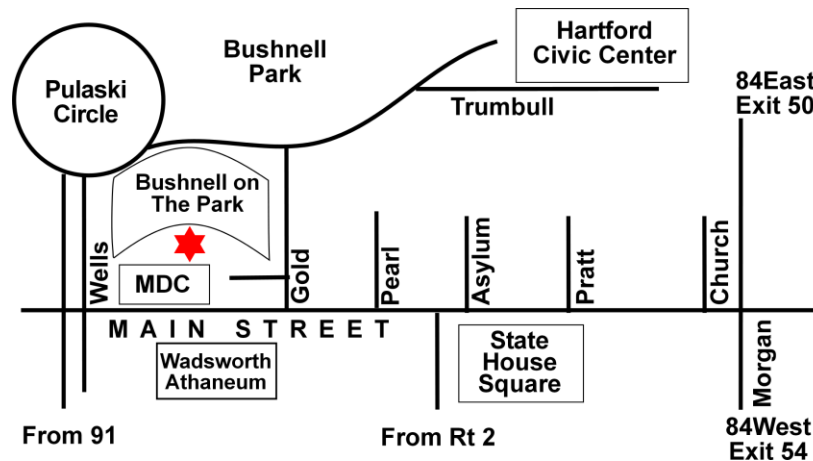 Bushnell
Park
Hartford
Civic Center
Pulaski
Circle
84East
Exit 50
Trumbull
Bushnell on
The Park
Wells
MDC
Gold
Pearl
Asylum
Pratt
Church
MAIN STREET
Wadsworth
Athaneum
State
House
Square
Morgan
From 91
From Rt 2
84West
Exit 54